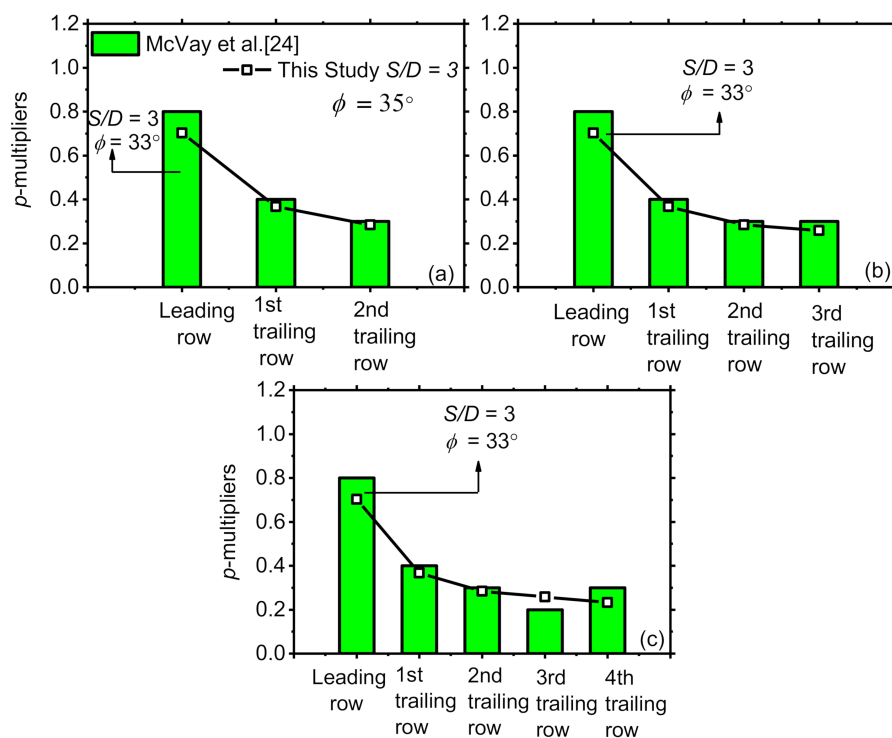 1.2
1.0
0.8
0.6
0.4
0.2
0.0
p-multipliers
McVay et al.[24]
This Study S/D = 3
ϕ = 35°
S/D = 3
ϕ = 33°
(a)
Leading row
1st trailing row
2nd trailing row
1.2
1.0
0.8
0.6
0.4
0.2
0.0
S/D = 3
ϕ = 33°
(b)
Leading row
1st trailing row
2nd trailing row
3rd trailing row
1.2
1.0
0.8
0.6
0.4
0.2
0.0
p-multipliers
S/D = 3
ϕ = 33°
(c)
Leading row
1st trailing row
2nd trailing row
3rd trailing row
4th trailing row